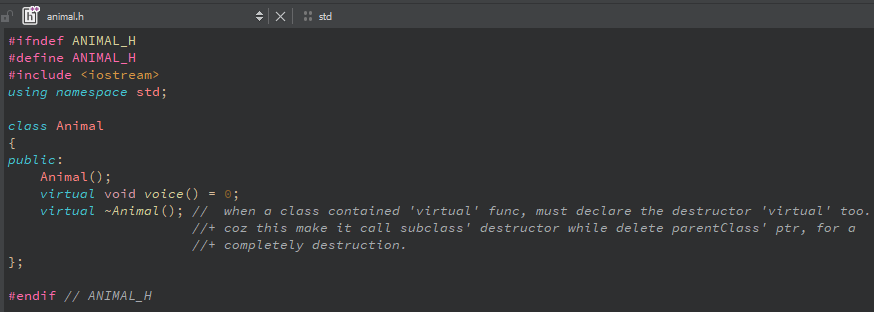 animal.h std
#ifndef ANIMAL_H
#define ANIMAL_H
#include <iostream>
using namespace std;
class Animal
{
public:
Animal();
virtual void voice() = 0;
virtual ~Animal(); // when a class contained 'virtual' func, must declare the destructor 'virtual' too.
//+ coz this make it call subclass' destructor while delete parentClass' ptr, for a
//+ completely destruction.
};
#endif // ANIMAL_H